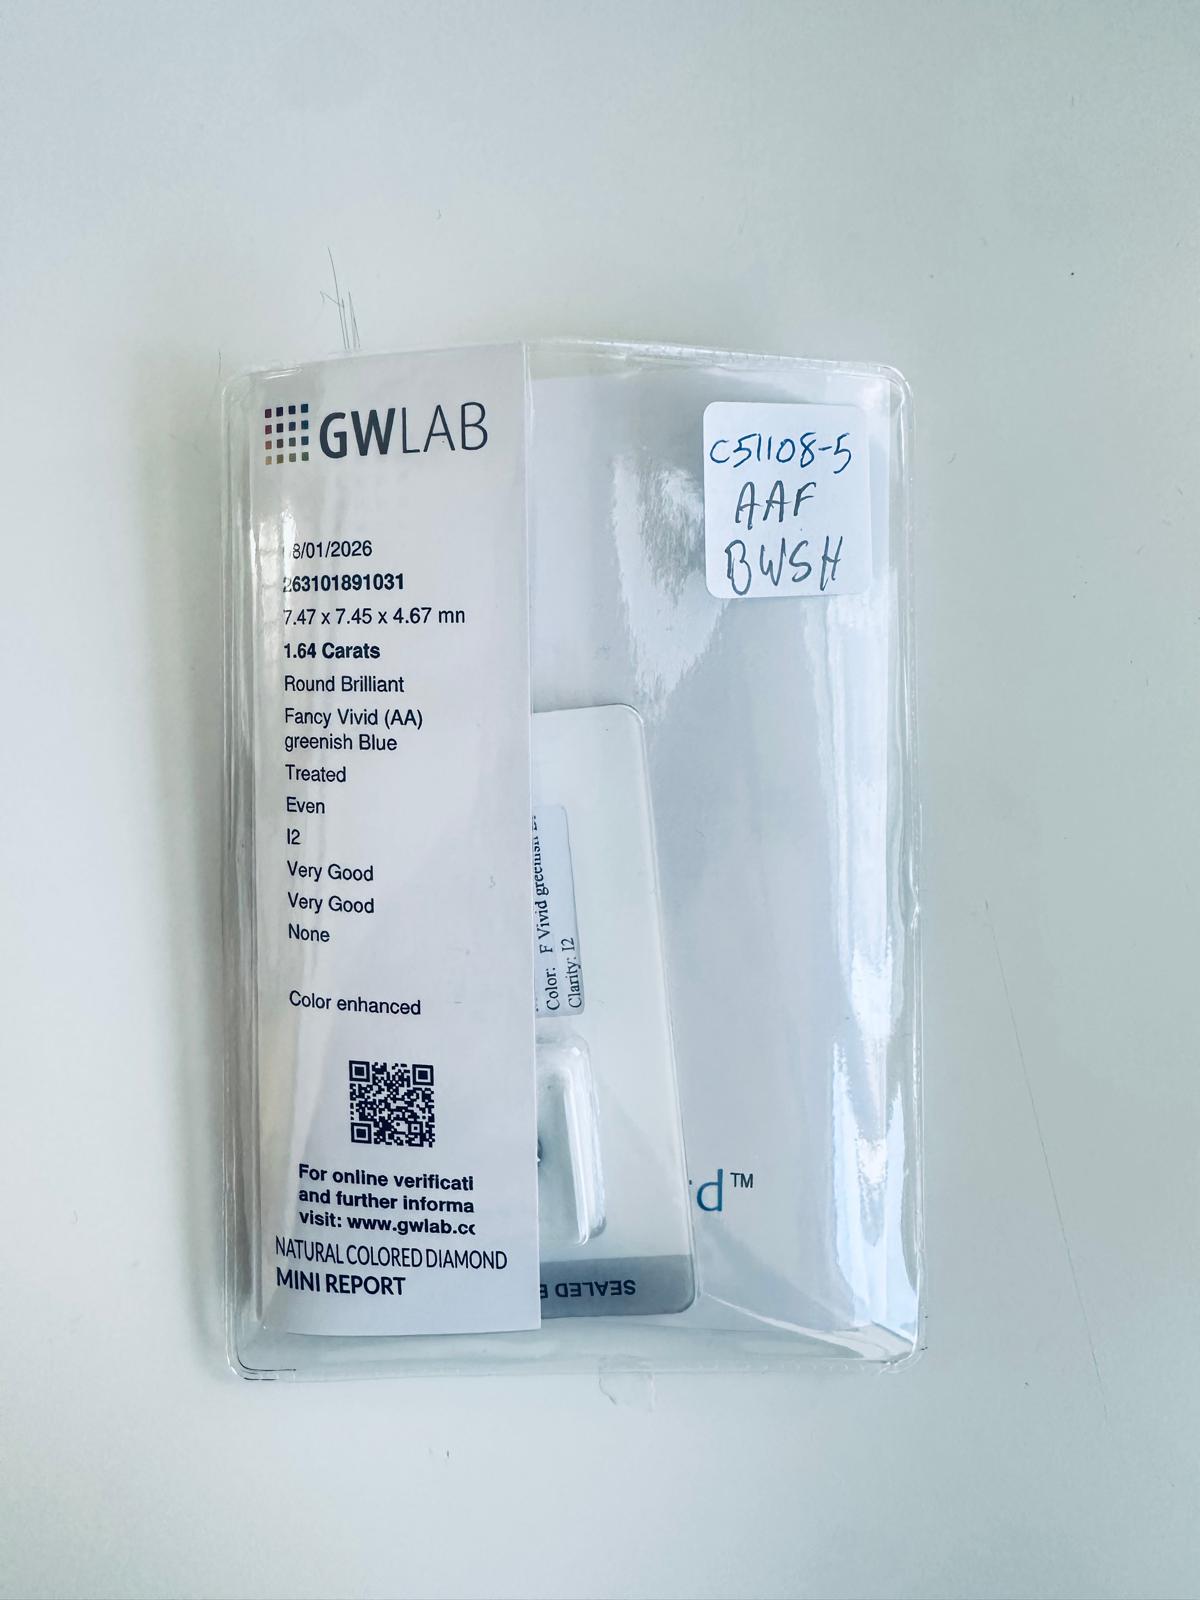 GWLAB
8/01/2026
263101891031
7.47 x 7.45 x 4.67 mn
1.64 Carats
Round Brilliant
Fancy Vivid (AA)
greenish Blue
Treated
Even
I2
Very Good
Very Good
None
Color enhanced
For online verificati
and further informa
visit: www.gwlab.cc
NATURAL COLORED DIAMOND
MINI REPORT
C51108-5
AAF
BWSH
Color: F Vivid greenish
Clarity: I2
d™
SEALED